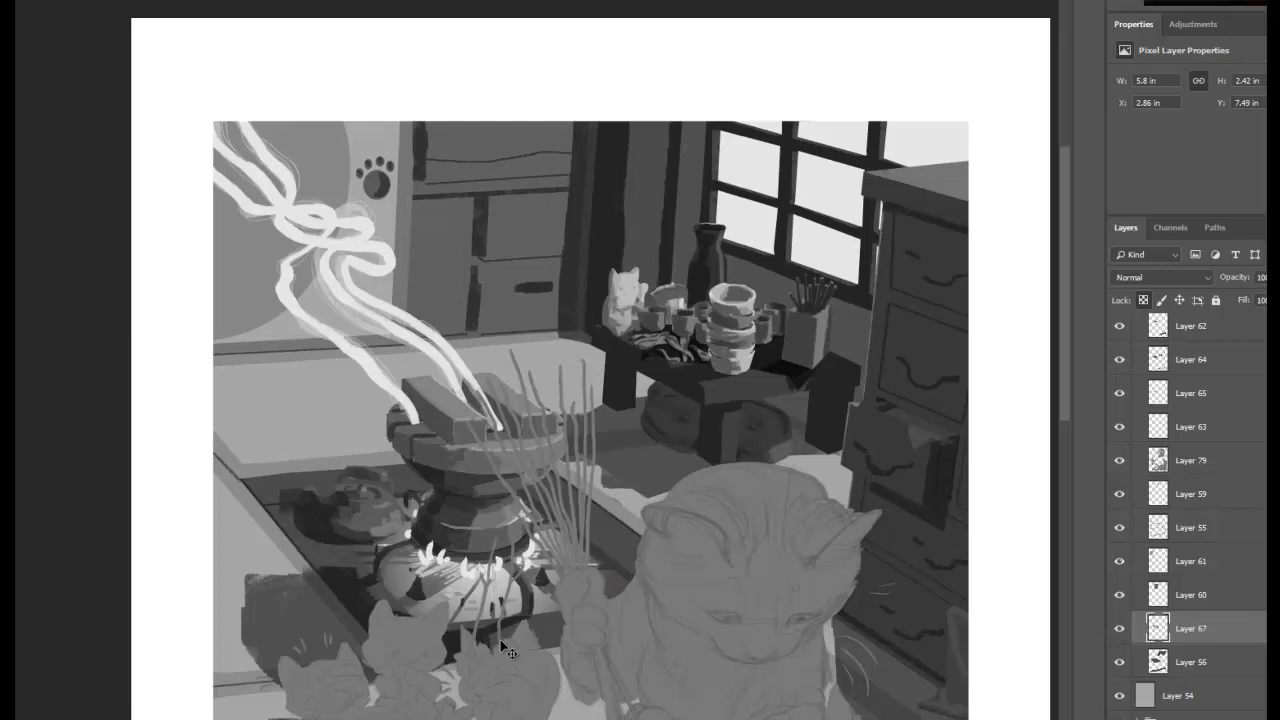 Properties Adjustments
Pixel Layer Properties
W: 5.8 in H: 2.42 in
X: 2.86 in Y: 7.49 in
Layers Channels Paths
Kind
Normal Opacity: 100
Lock: Fill: 100
Layer 62
Layer 64
Layer 65
Layer 63
Layer 79
Layer 59
Layer 55
Layer 61
Layer 60
Layer 67
Layer 56
Layer 54